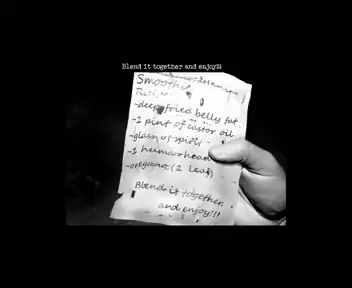 Blend it together and enjoy!!!
Smoothie
-deep fried belly fat
-1 pint of castor oil
-glass of spirit
-1 human head
-oregano (1 leaf)
Blend it together
and enjoy!!!